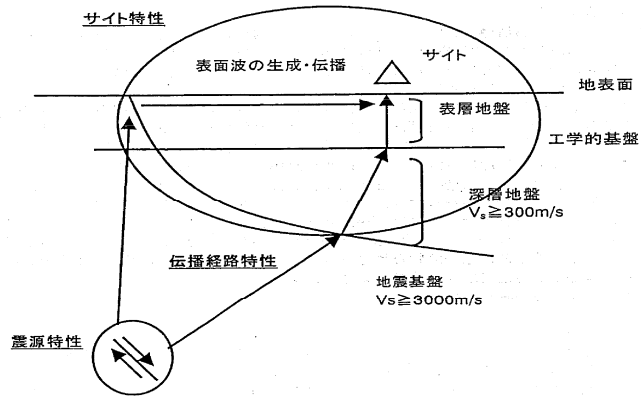 サイト特性
表面波の生成・伝播
サイト
地表面
表層地盤
工学的基盤
深層地盤
Vs≧300m/s
伝播経路特性
地震基盤
Vs≧3000m/s
震源特性